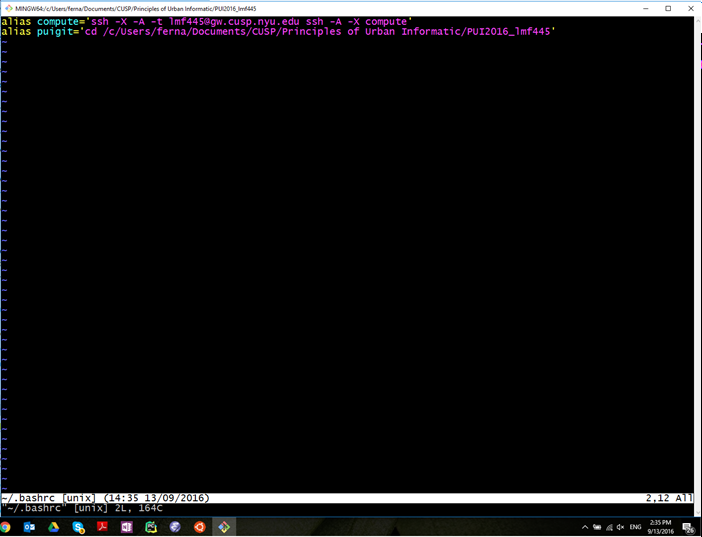 MINGW64:/c/Users/ferna/Documents/CUSP/Principles of Urban Informatic/PUI2016_lmf445
alias compute='ssh -X -A -t lmf445@gw.cusp.nyu.edu ssh -A -X compute'
alias puigit='cd /c/Users/ferna/Documents/CUSP/Principles of Urban Informatic/PUI2016_lmf445'
~/.bashrc [unix] (14:35 13/09/2016) 2,12 All
"~/.bashrc" [unix] 2L, 164C
ENG
2:35 PM
9/13/2016
26